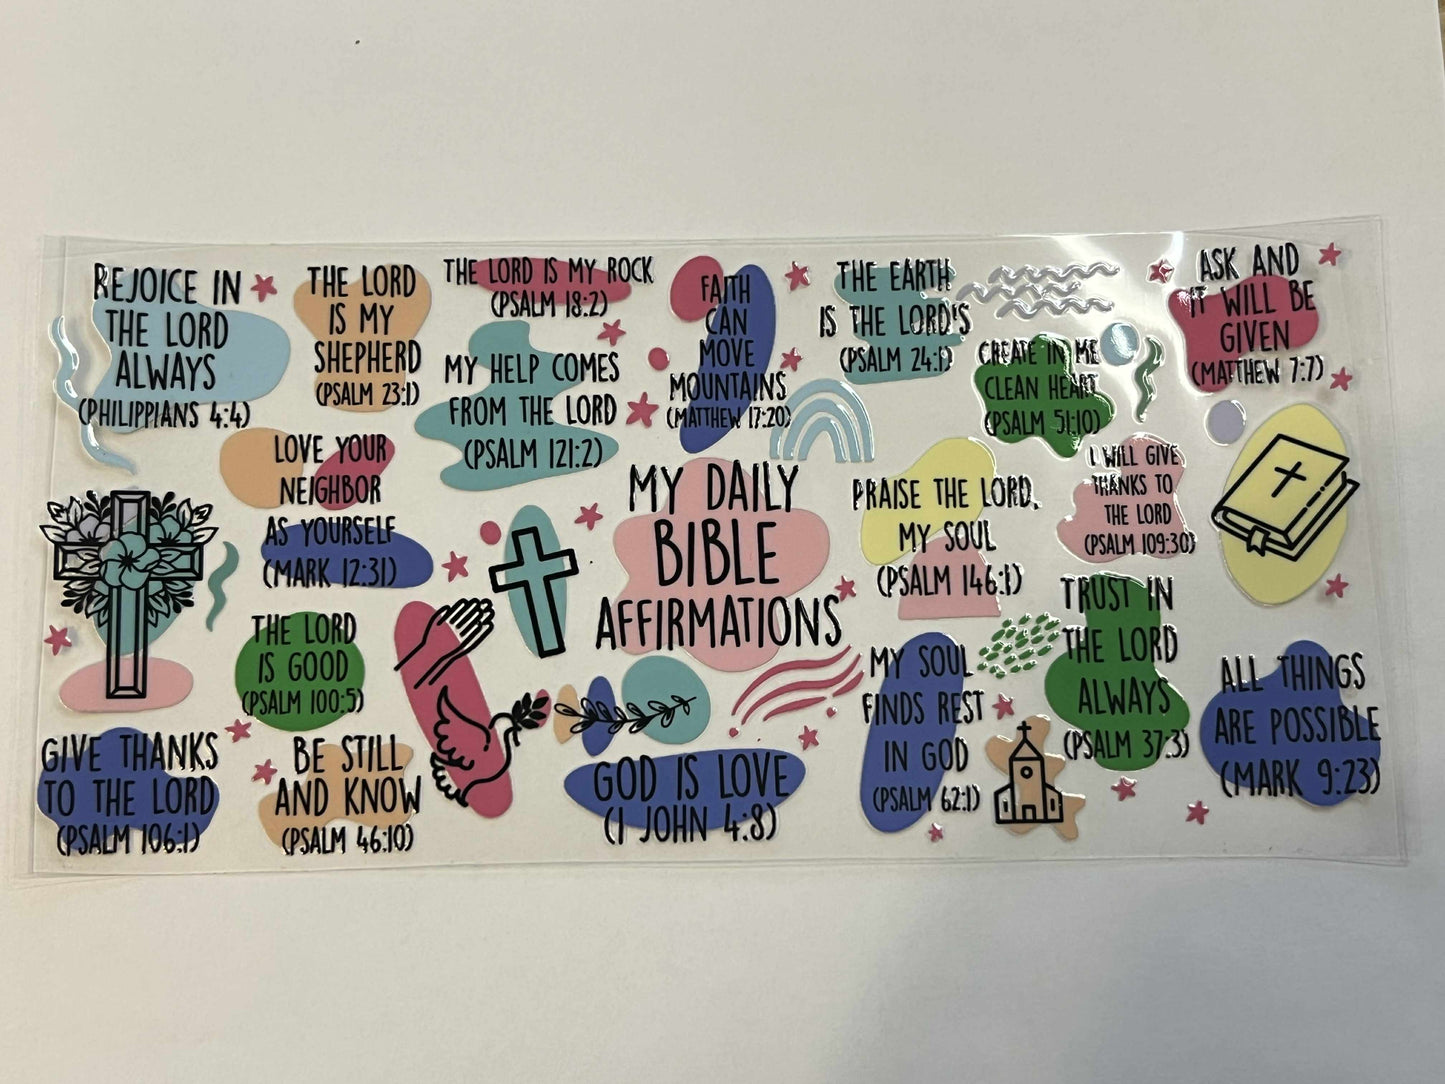 REJOICE IN
THE LORD
ALWAYS
(PHILIPPIANS 4:4)
THE LORD
IS MY
SHEPHERD
(PSALM 23:1)
THE LORD IS MY ROCK
(PSALM 18:2)
MY HELP COMES
FROM THE LORD
(PSALM 121:2)
FAITH
CAN
MOVE
MOUNTAINS
(MATTHEW 17:20)
THE EARTH
IS THE LORD'S
(PSALM 24:1)
CREATE IN ME
CLEAN HEART
(PSALM 51:10)
ASK AND
IT WILL BE
GIVEN
(MATTHEW 7:7)
LOVE YOUR
NEIGHBOR
AS YOURSELF
(MARK 12:31)
MY DAILY
BIBLE
AFFIRMATIONS
PRAISE THE LORD,
MY SOUL
(PSALM 146:1)
I WILL GIVE
THANKS TO
THE LORD
(PSALM 109:30)
THE LORD
IS GOOD
(PSALM 100:5)
GIVE THANKS
TO THE LORD
(PSALM 106:1)
BE STILL
AND KNOW
(PSALM 46:10)
GOD IS LOVE
(1 JOHN 4:8)
MY SOUL
FINDS REST
IN GOD
(PSALM 62:1)
TRUST IN
THE LORD
ALWAYS
(PSALM 37:3)
ALL THINGS
ARE POSSIBLE
(MARK 9:23)